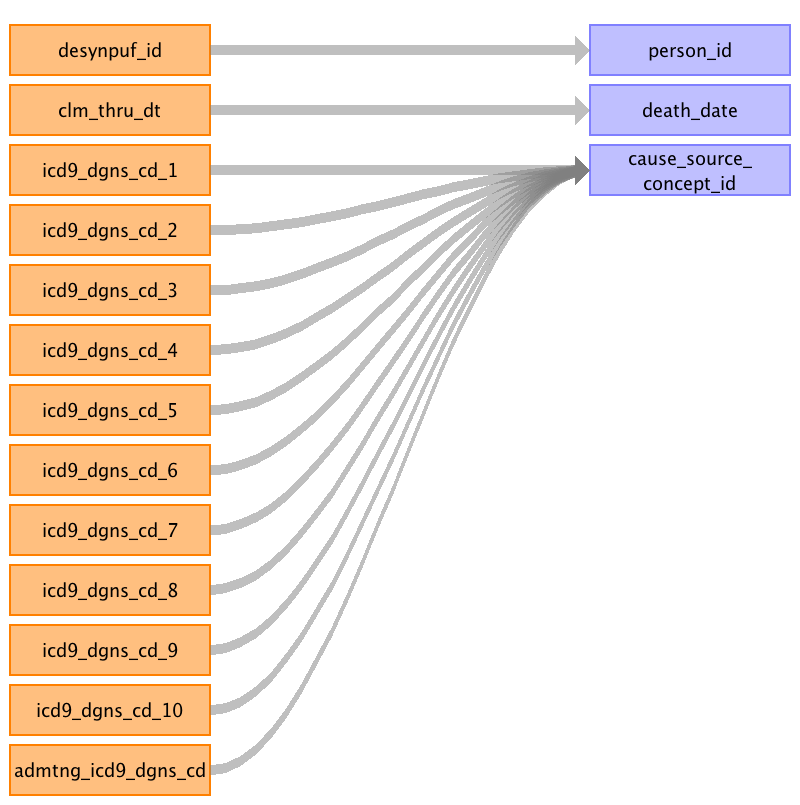 desynpuf_id
person_id
clm_thru_dt
death_date
icd9_dgns_cd_1
cause_source_
concept_id
icd9_dgns_cd_2
icd9_dgns_cd_3
icd9_dgns_cd_4
icd9_dgns_cd_5
icd9_dgns_cd_6
icd9_dgns_cd_7
icd9_dgns_cd_8
icd9_dgns_cd_9
icd9_dgns_cd_10
admtng_icd9_dgns_cd